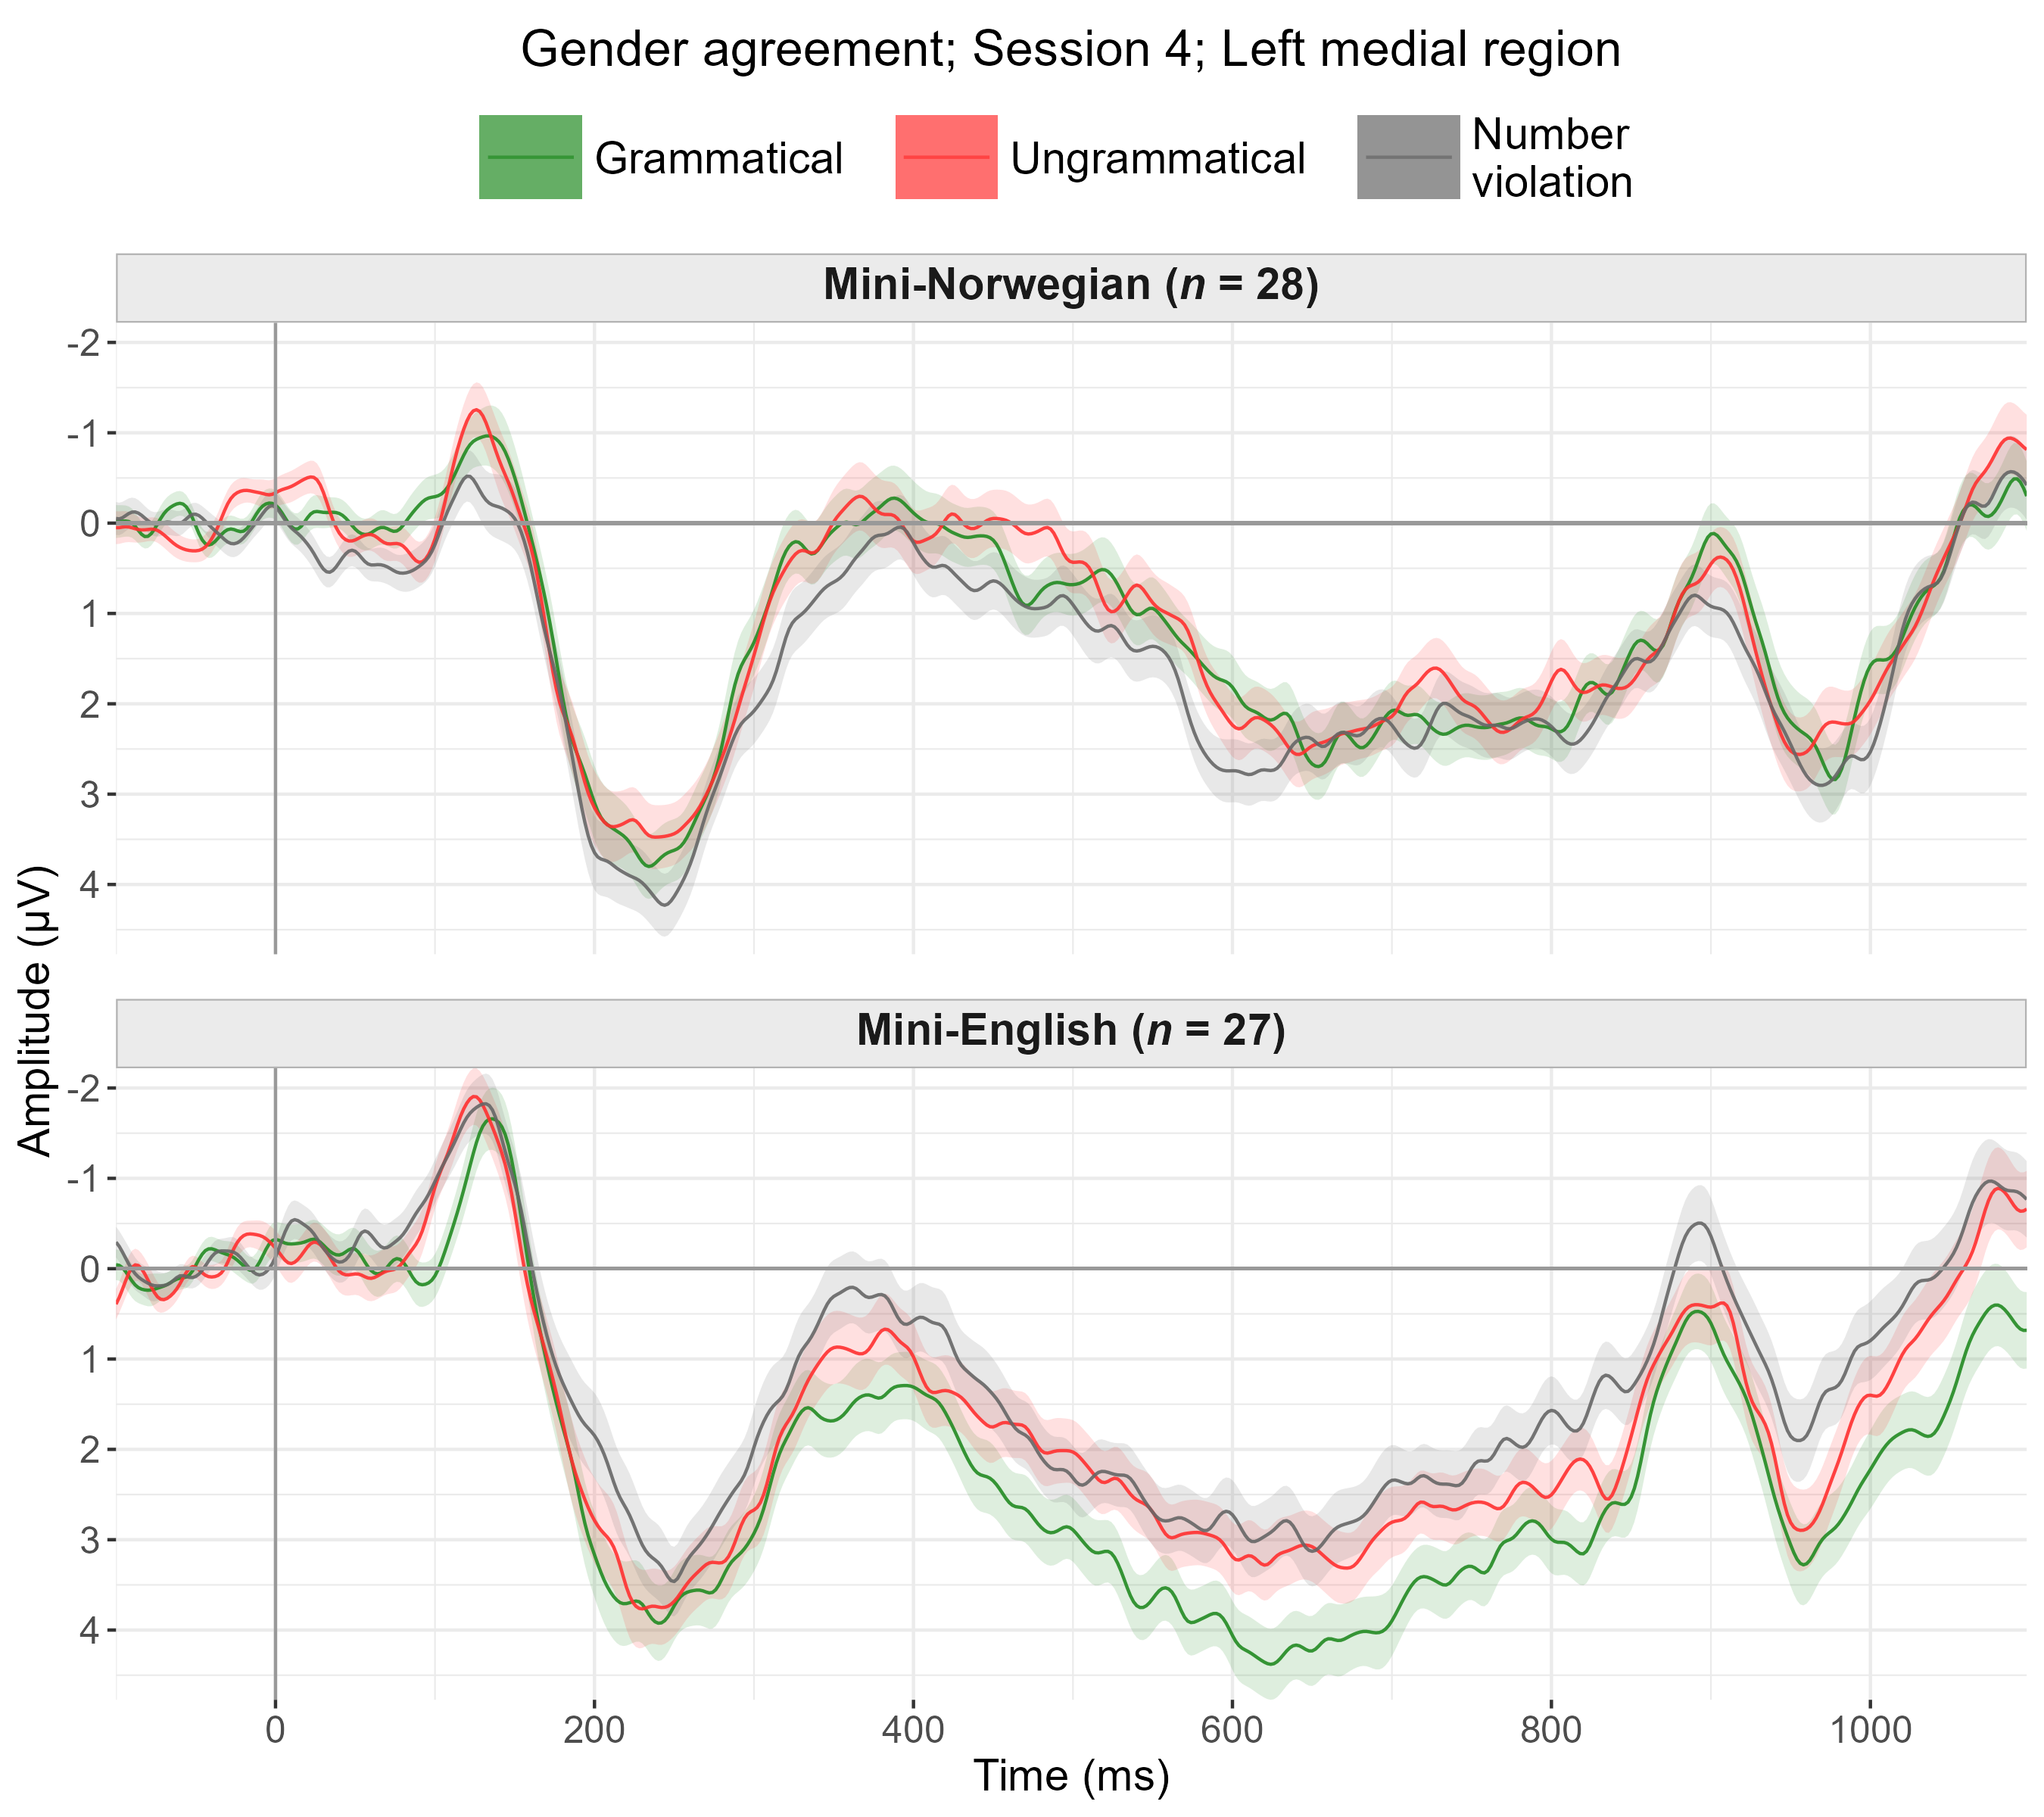 Gender agreement; Session 4; Left medial region
Grammatical
Ungrammatical
Number
violation
Mini-Norwegian (n = 28)
-2
-1
0
1
2
3
4
Mini-English (n = 27)
-2
-1
0
1
2
3
4
Amplitude (µV)
0 200 400 600 800 1000
Time (ms)